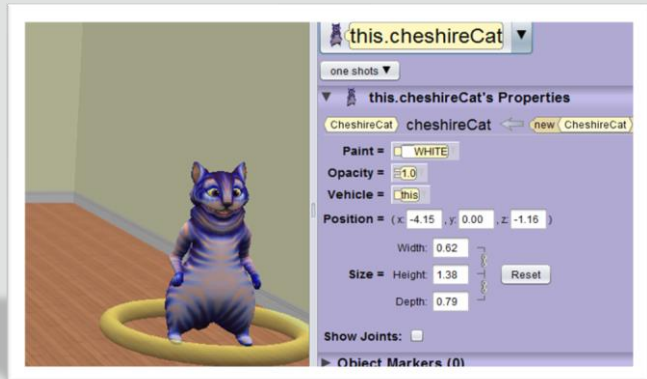 this.cheshireCat ▼
one shots ▼
▼ this.cheshireCat's Properties
CheshireCat cheshireCat new CheshireCat
Paint = WHITE
Opacity = 1.0
Vehicle = this
Position = (x: -4.15 , y: 0.00 , z: -1.16 )
Width: 0.62
Size = Height: 1.38 Reset
Depth: 0.79
Show Joints:
Object Markers (0)